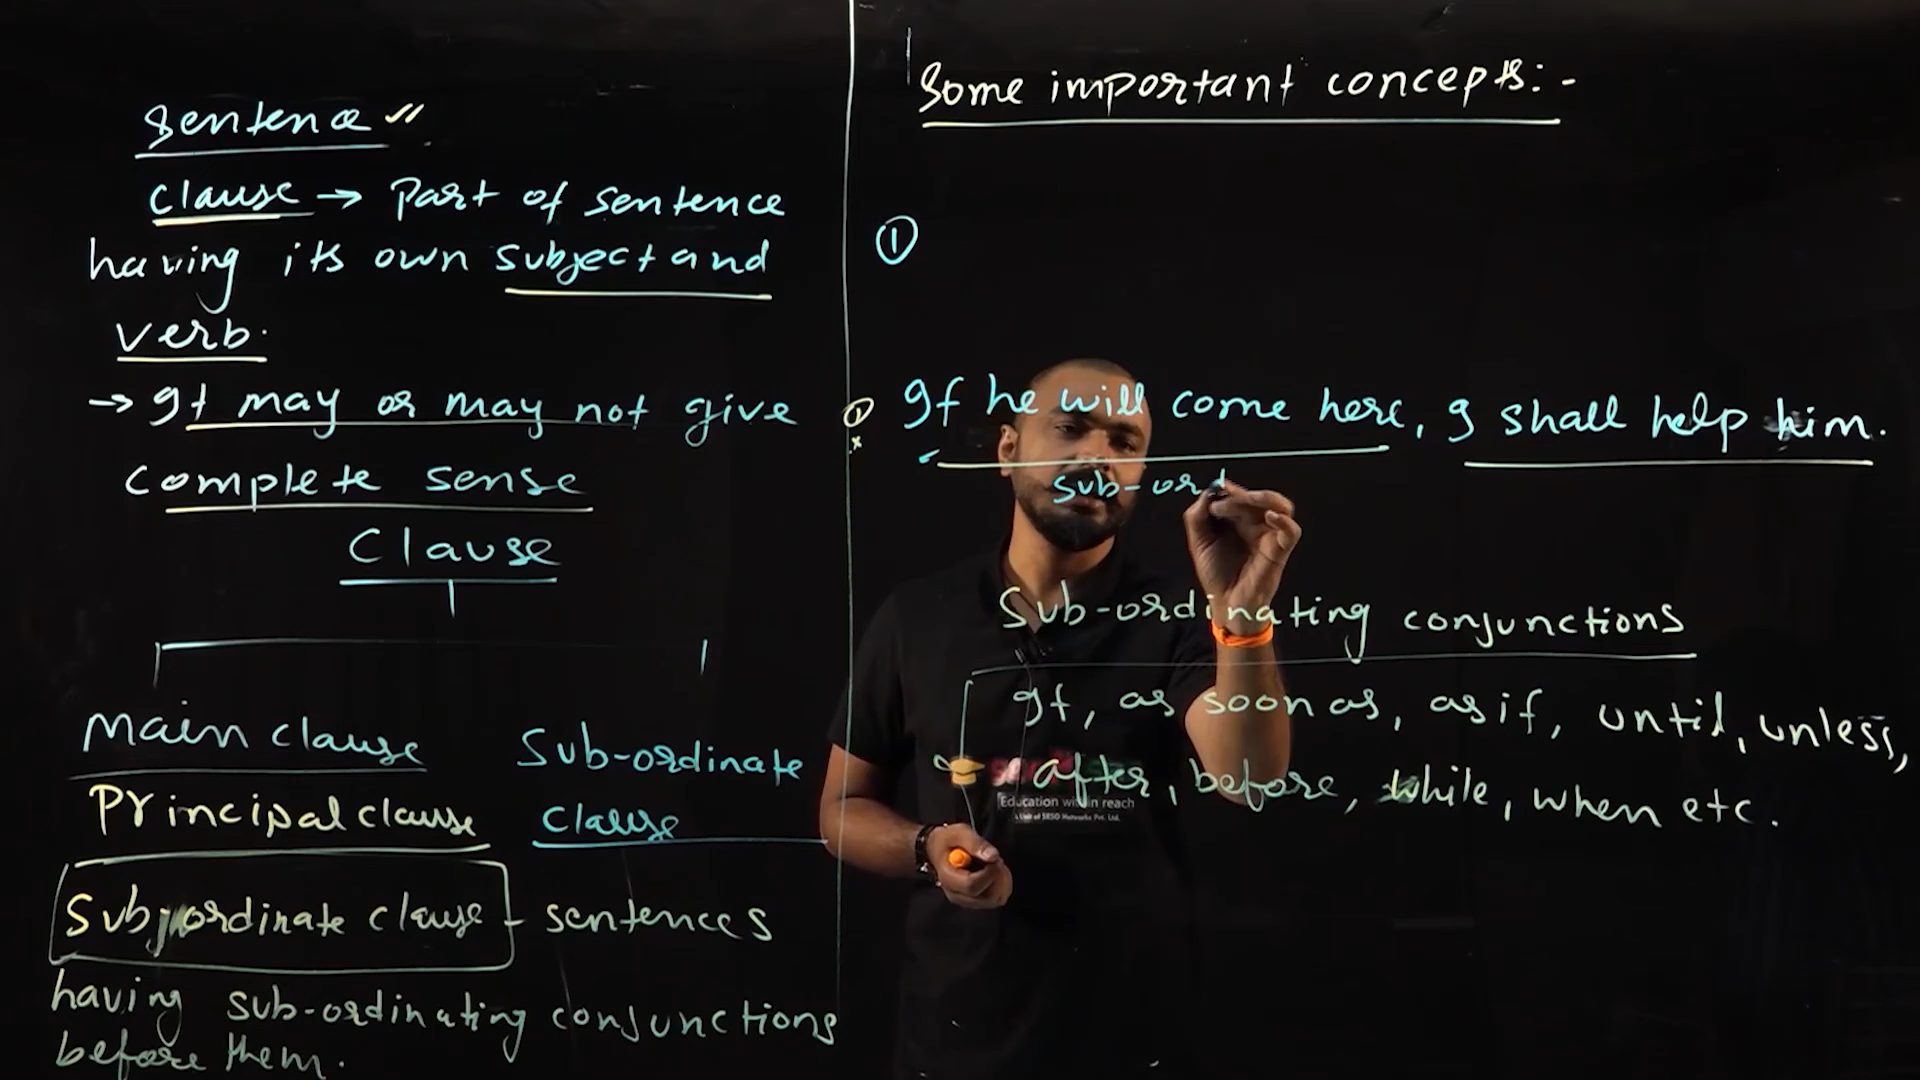 Sentence
Clause → Part of sentence
having its own subject and
verb.
→ It may or may not give
complete sense
Clause
Main clause
Principal clause
Sub-ordinate
clause
Sub-ordinate clause - sentences
having sub-ordinating conjunctions
before them.
Some important concepts:-
①
① If he will come here, I shall help him.
x
sub-ord
Sub-ordinating conjunctions
If, as soon as, as if, until, unless,
after, before, while, when etc.
Education within reach